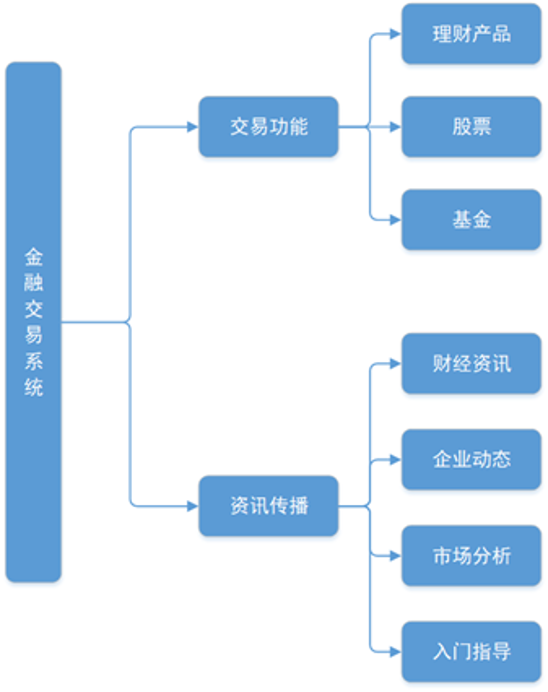 金融交易系统
交易功能
理财产品
股票
基金
资讯传播
财经资讯
企业动态
市场分析
入门指导